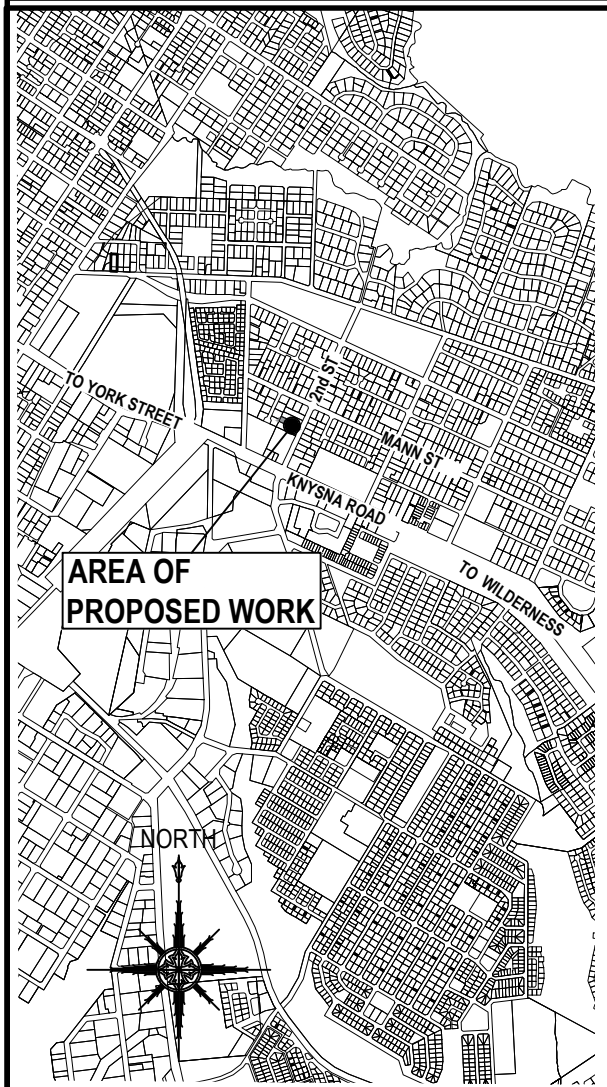 2nd ST
TO YORK STREET
MANN ST
KNYSNA ROAD
TO WILDERNESS
AREA OF
PROPOSED WORK
NORTH